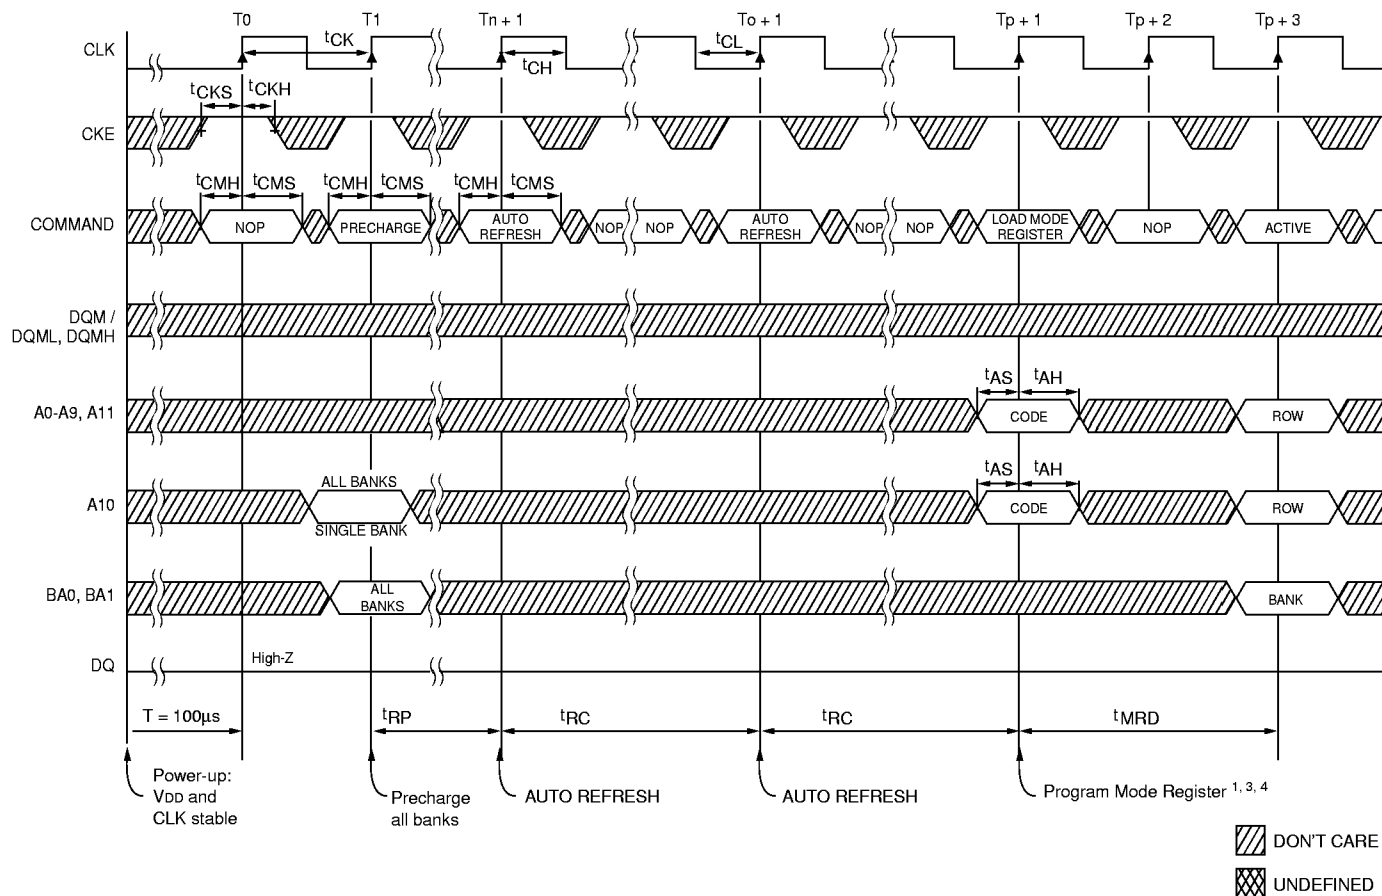 T0 T1 Tn + 1 To + 1 Tp + 1 Tp + 2 Tp + 3
CLK
tCK
tCH
tCL
tCKS tCKH
CKE
tCMH tCMS tCMH tCMS tCMH tCMS
COMMAND
NOP PRECHARGE AUTO REFRESH NOP NOP AUTO REFRESH NOP NOP LOAD MODE REGISTER NOP ACTIVE
DQM /
DQML, DQMH
tAS tAH
A0-A9, A11
CODE ROW
ALL BANKS
tAS tAH
A10
CODE ROW
SINGLE BANK
BA0, BA1
ALL BANKS
BANK
DQ
High-Z
T = 100µs tRP tRC tRC tMRD
Power-up:
VDD and
CLK stable
Precharge
all banks
AUTO REFRESH
AUTO REFRESH
Program Mode Register 1, 3, 4
DON'T CARE
UNDEFINED